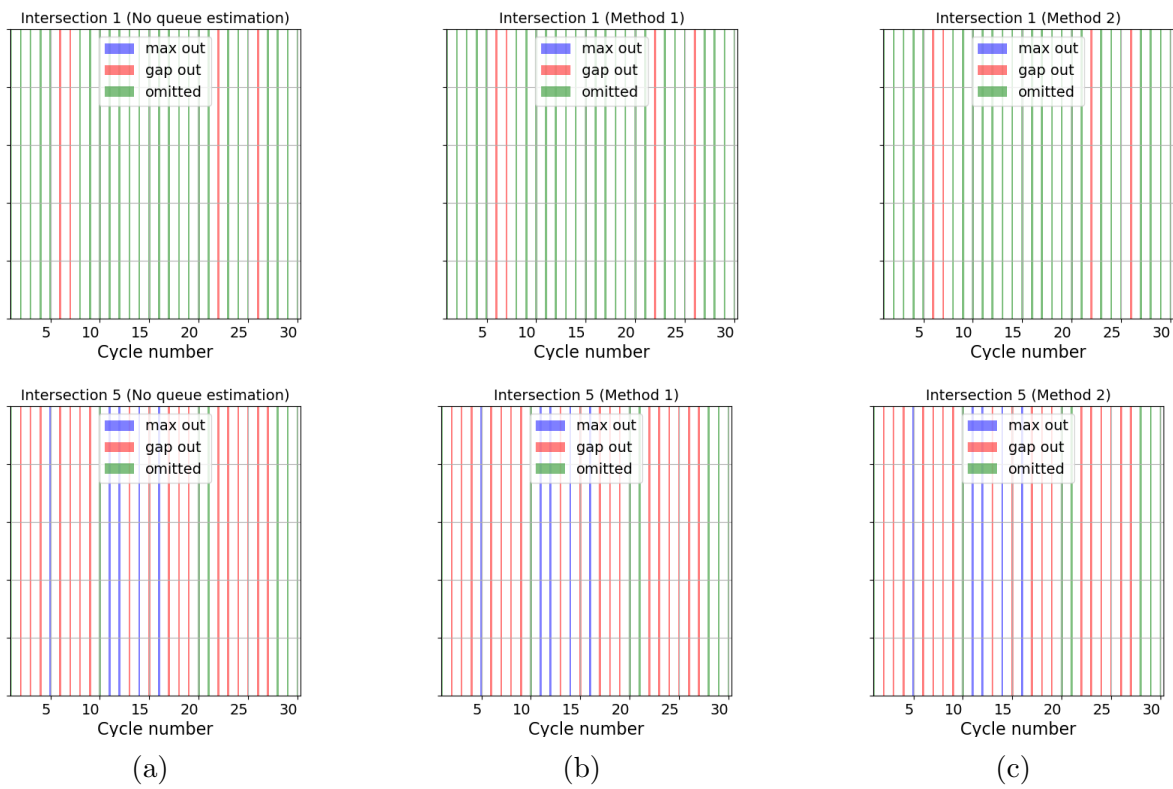 Intersection 1 (No queue estimation)
max out
gap out
omitted
5 10 15 20 25 30
Cycle number
Intersection 1 (Method 1)
max out
gap out
omitted
5 10 15 20 25 30
Cycle number
Intersection 1 (Method 2)
max out
gap out
omitted
5 10 15 20 25 30
Cycle number
Intersection 5 (No queue estimation)
max out
gap out
omitted
5 10 15 20 25 30
Cycle number
Intersection 5 (Method 1)
max out
gap out
omitted
5 10 15 20 25 30
Cycle number
Intersection 5 (Method 2)
max out
gap out
omitted
5 10 15 20 25 30
Cycle number
(a) (b) (c)